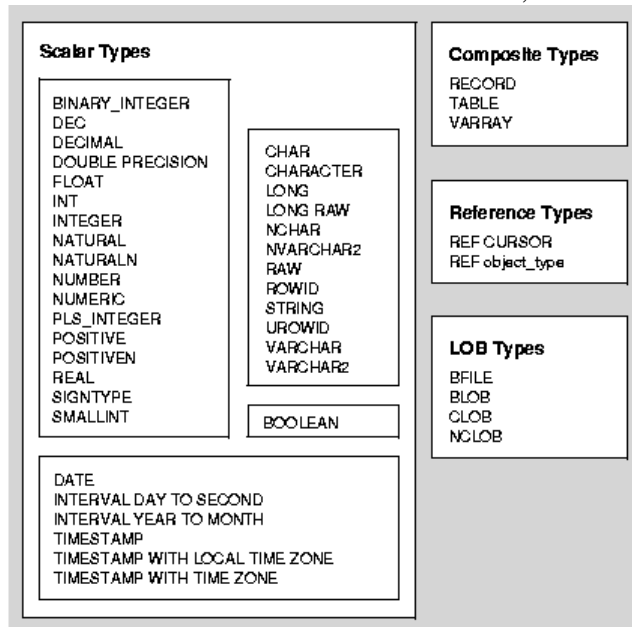 Scalar Types
BINARY_INTEGER
DEC
DECIMAL
DOUBLE PRECISION
FLOAT
INT
INTEGER
NATURAL
NATURALN
NUMBER
NUMERIC
PLS_INTEGER
POSITIVE
POSITIVEN
REAL
SIGNTYPE
SMALLINT
CHAR
CHARACTER
LONG
LONG RAW
NCHAR
NVARCHAR2
RAW
ROWID
STRING
UROWID
VARCHAR
VARCHAR2
BOOLEAN
DATE
INTERVAL DAY TO SECOND
INTERVAL YEAR TO MONTH
TIMESTAMP
TIMESTAMP WITH LOCAL TIME ZONE
TIMESTAMP WITH TIME ZONE
Composite Types
RECORD
TABLE
VARRAY
Reference Types
REF CURSOR
REF object_type
LOB Types
BFILE
BLOB
CLOB
NCLOB